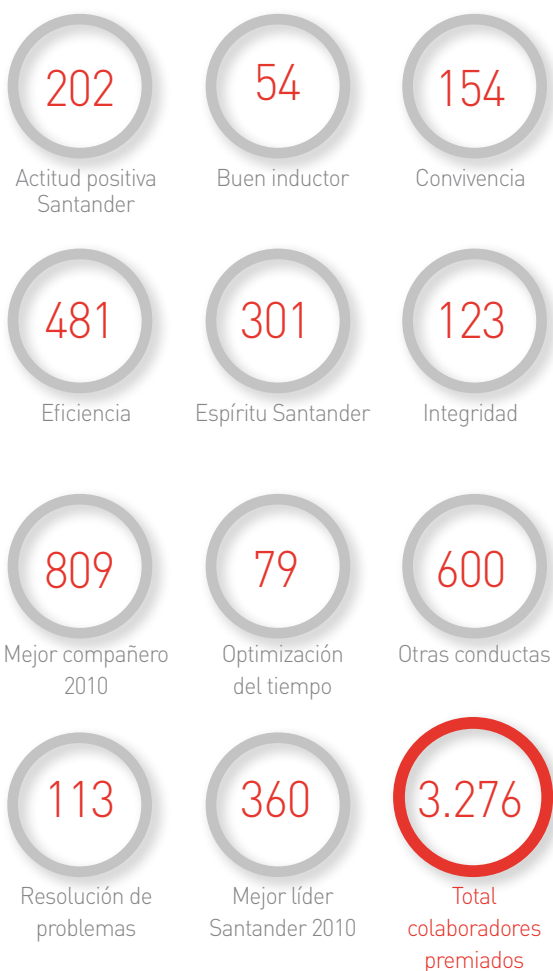 202
Actitud positiva
Santander
54
Buen inductor
154
Convivencia
481
Eficiencia
301
Espíritu Santander
123
Integridad
809
Mejor compañero
2010
79
Optimización
del tiempo
600
Otras conductas
113
Resolución de
problemas
360
Mejor líder
Santander 2010
3.276
Total
colaboradores
premiados